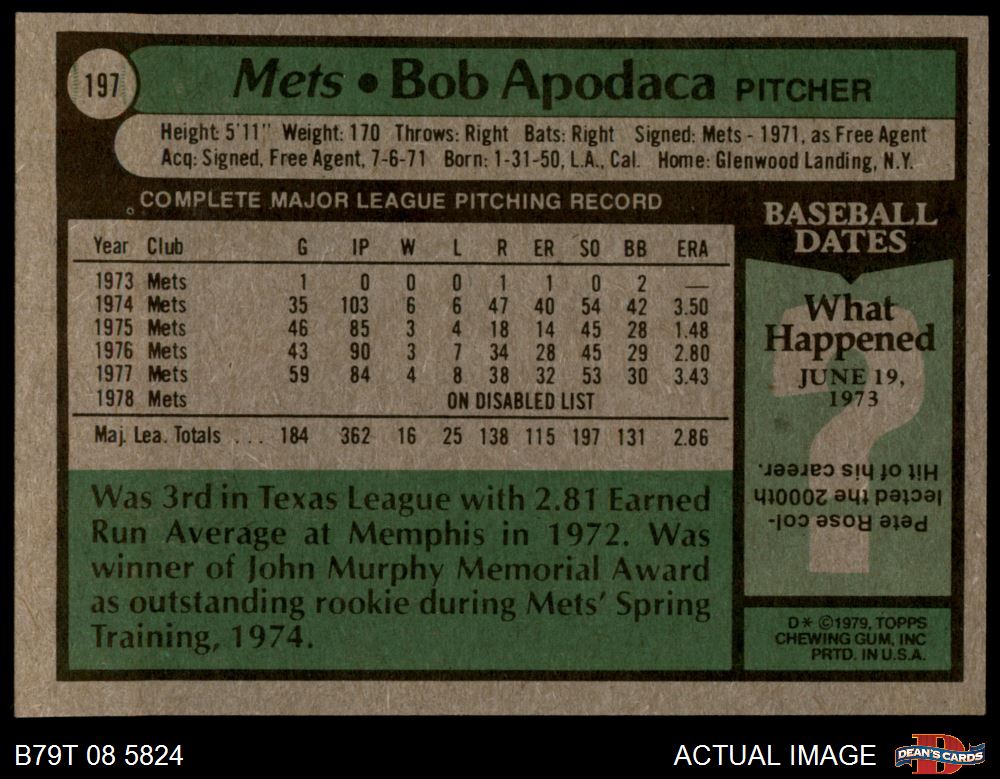 197
Mets • Bob Apodaca PITCHER
Height: 5'11" Weight: 170 Throws: Right Bats: Right Signed: Mets - 1971, as Free Agent
Acq: Signed, Free Agent, 7-6-71 Born: 1-31-50, L.A., Cal. Home: Glenwood Landing, N.Y.
COMPLETE MAJOR LEAGUE PITCHING RECORD
Year Club G IP W L R ER SO BB ERA
1973 Mets 1 0 0 0 1 1 0 2 —
1974 Mets 35 103 6 6 47 40 54 42 3.50
1975 Mets 46 85 3 4 18 14 45 28 1.48
1976 Mets 43 90 3 7 34 28 45 29 2.80
1977 Mets 59 84 4 8 38 32 53 30 3.43
1978 Mets ON DISABLED LIST
Maj. Lea. Totals . . . 184 362 16 25 138 115 197 131 2.86
Was 3rd in Texas League with 2.81 Earned
Run Average at Memphis in 1972. Was
winner of John Murphy Memorial Award
as outstanding rookie during Mets' Spring
Training, 1974.
BASEBALL
DATES
What
Happened
JUNE 19,
1973
?
Pete Rose col-
lected the 2000th
Hit of his career.
D* ©1979, TOPPS
CHEWING GUM, INC
PRTD. IN U.S.A.
B79T 08 5824
ACTUAL IMAGE
DEAN'S CARDS